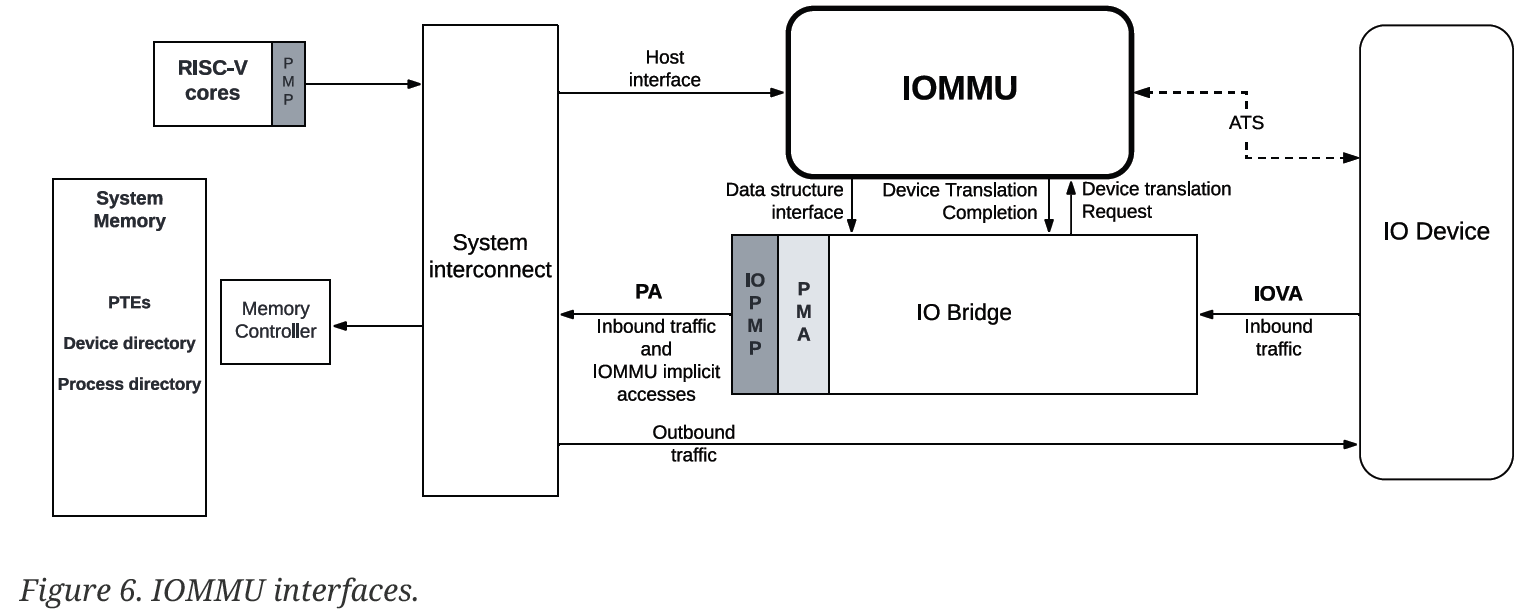 RISC-V
cores
P
M
P
System
Memory
PTEs
Device directory
Process directory
Memory
Controller
System
interconnect
Host
interface
IOMMU
ATS
Data structure
interface
Device Translation
Completion
Device translation
Request
IO
P
M
P
P
M
A
IO Bridge
PA
Inbound traffic
and
IOMMU implicit
accesses
IOVA
Inbound
traffic
IO Device
Outbound
traffic
Figure 6. IOMMU interfaces.